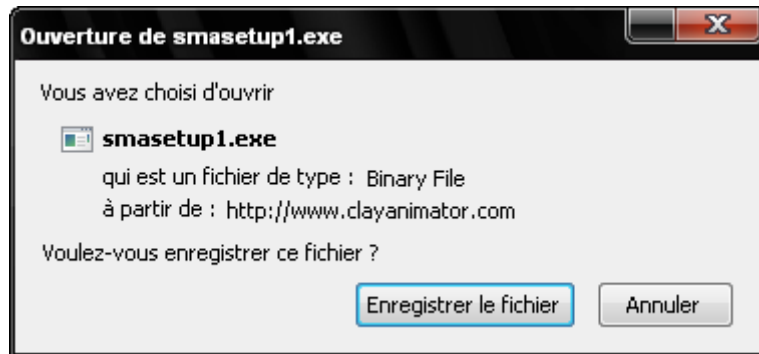 Ouverture de smasetup1.exe
Vous avez choisi d'ouvrir
smasetup1.exe
qui est un fichier de type : Binary File
à partir de : http://www.clayanimator.com
Voulez-vous enregistrer ce fichier ?
Enregistrer le fichier Annuler